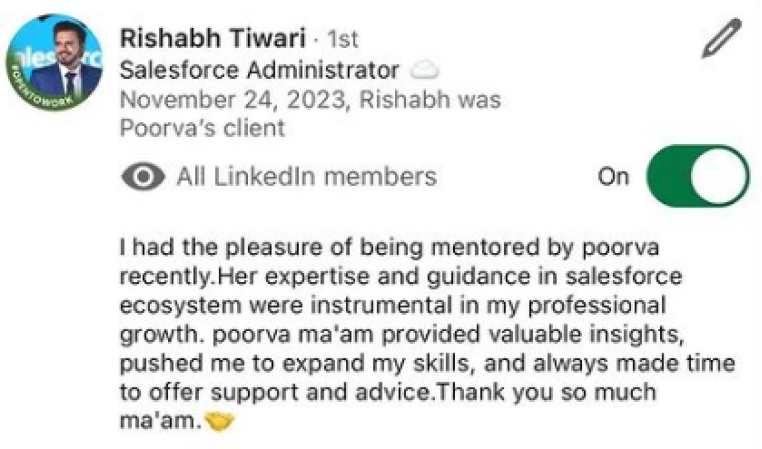 Rishabh Tiwari · 1st
Salesforce Administrator ☁️
November 24, 2023, Rishabh was
Poorva's client
All LinkedIn members On
I had the pleasure of being mentored by poorva
recently.Her expertise and guidance in salesforce
ecosystem were instrumental in my professional
growth. poorva ma'am provided valuable insights,
pushed me to expand my skills, and always made time
to offer support and advice.Thank you so much
ma'am.🤝
#OPENTOWORK